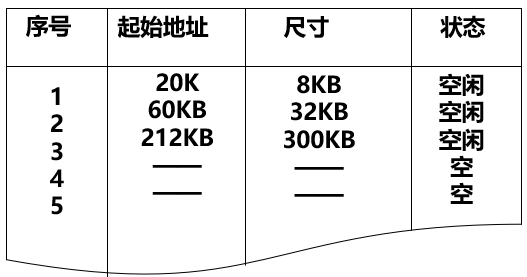 序号 起始地址 尺寸 状态
1 20K 8KB 空闲
2 60KB 32KB 空闲
3 212KB 300KB 空闲
4 —— —— 空
5 —— —— 空